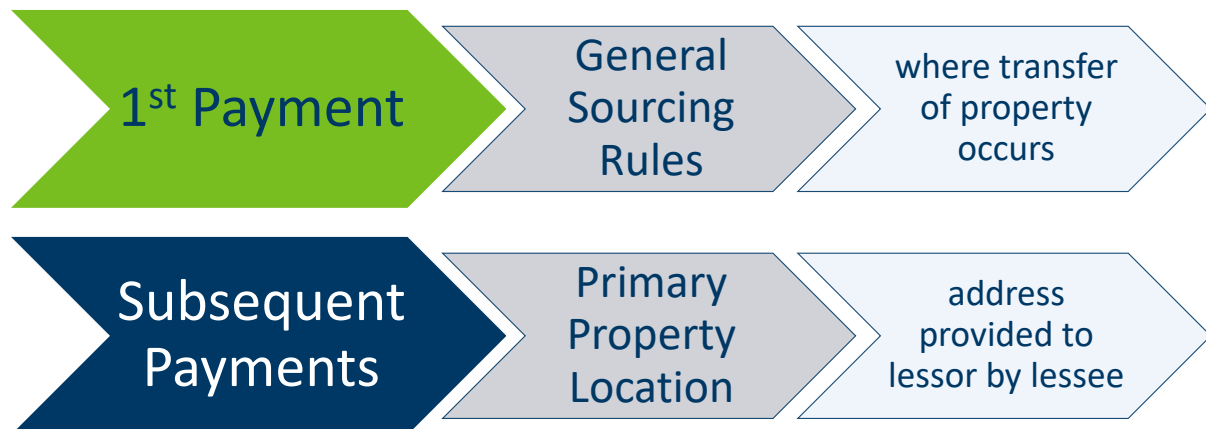 1st Payment
General
Sourcing
Rules
where transfer
of property
occurs
Subsequent
Payments
Primary
Property
Location
address
provided to
lessor by lessee